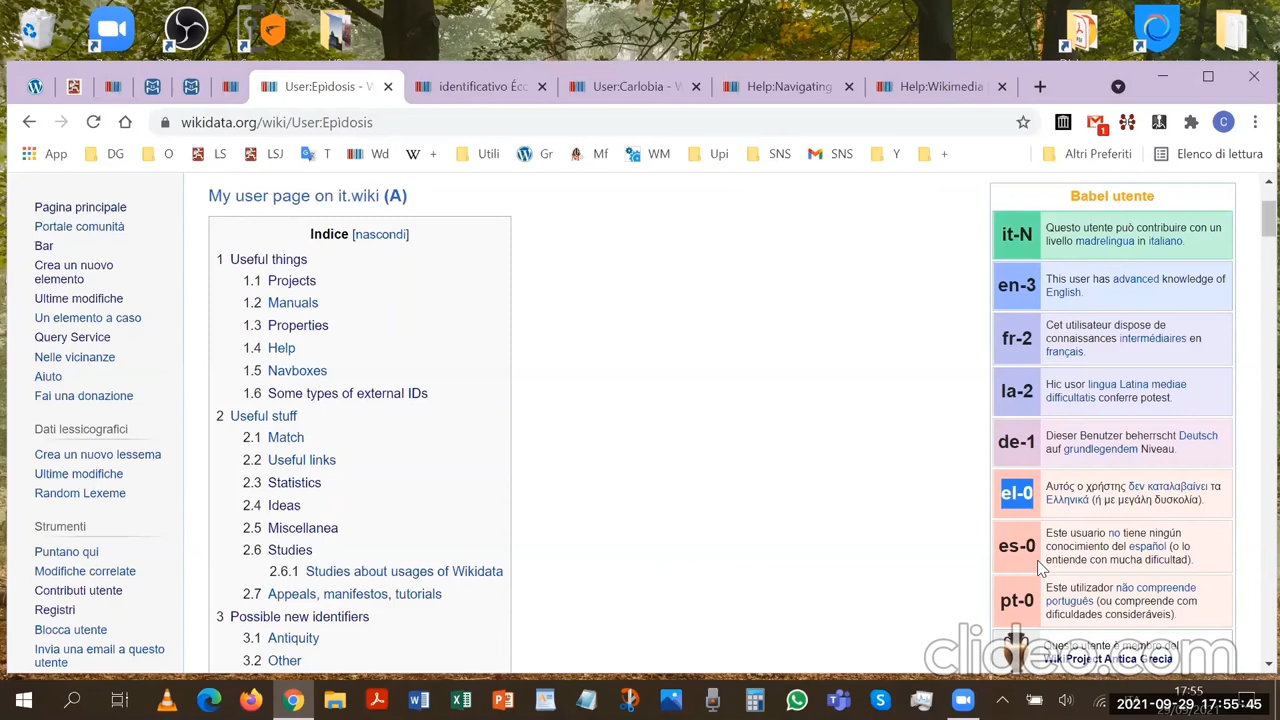 User:Epìdosis - W
identificativo Éco
User:Carlobia - W
Help:Navigating
Help:Wikimedia
wikidata.org/wiki/User:Epìdosis
1
C
App
DG
O
LS
LSJ
T
Wd
+
Utili
Gr
Mf
WM
Upi
SNS
SNS
Y
+
Altri Preferiti
Elenco di lettura
Pagina principale
Portale comunità
Bar
Crea un nuovo
elemento
Ultime modifiche
Un elemento a caso
Query Service
Nelle vicinanze
Aiuto
Fai una donazione
Dati lessicografici
Crea un nuovo lessema
Ultime modifiche
Random Lexeme
Strumenti
Puntano qui
Modifiche correlate
Contributi utente
Registri
Blocca utente
Invia una email a questo
utente
My user page on it.wiki (A)
Indice [nascondi]
1 Useful things
1.1 Projects
1.2 Manuals
1.3 Properties
1.4 Help
1.5 Navboxes
1.6 Some types of external IDs
2 Useful stuff
2.1 Match
2.2 Useful links
2.3 Statistics
2.4 Ideas
2.5 Miscellanea
2.6 Studies
2.6.1 Studies about usages of Wikidata
2.7 Appeals, manifestos, tutorials
3 Possible new identifiers
3.1 Antiquity
3.2 Other
Babel utente
it-N
Questo utente può contribuire con un
livello madrelingua in italiano.
en-3
This user has advanced knowledge of
English.
fr-2
Cet utilisateur dispose de
connaissances intermédiaires en
français.
la-2
Hic usor lingua Latina mediae
difficultatis conferre potest.
de-1
Dieser Benutzer beherrscht Deutsch
auf grundlegendem Niveau.
el-0
Αυτός ο χρήστης δεν καταλαβαίνει τα
Ελληνικά (ή με μεγάλη δυσκολία).
es-0
Este usuario no tiene ningún
conocimiento del español (o lo
entiende con mucha dificultad).
pt-0
Este utilizador não compreende
português (ou compreende com
dificuldades consideráveis).
Questo utente è membro del
WikiProject Antica Grecia
clideo.com
17:55
2021-09-29 17:55:45